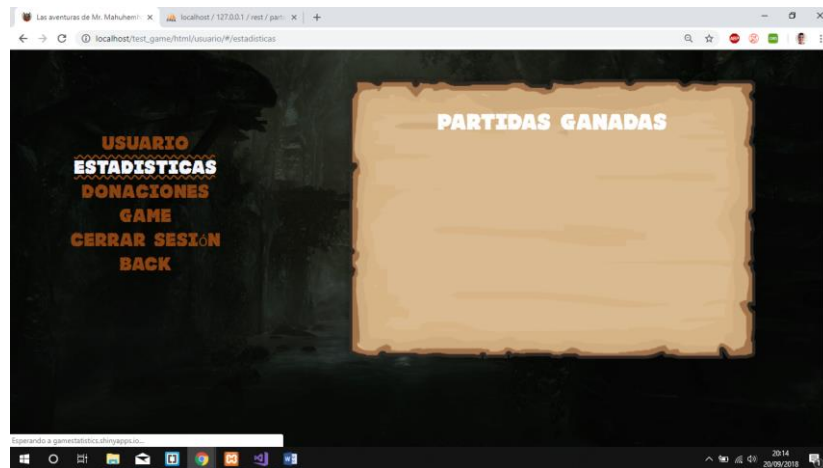 Las aventuras de Mr. Mahuhem
localhost / 127.0.0.1 / rest / part
localhost/test_game/html/usuario/#/estadisticas
PARTIDAS GANADAS
USUARIO
ESTADISTICAS
DONACIONES
GAME
CERRAR SESIóN
BACK
Esperando a gamestatistics.shinyapps.io...
20:14
20/09/2018